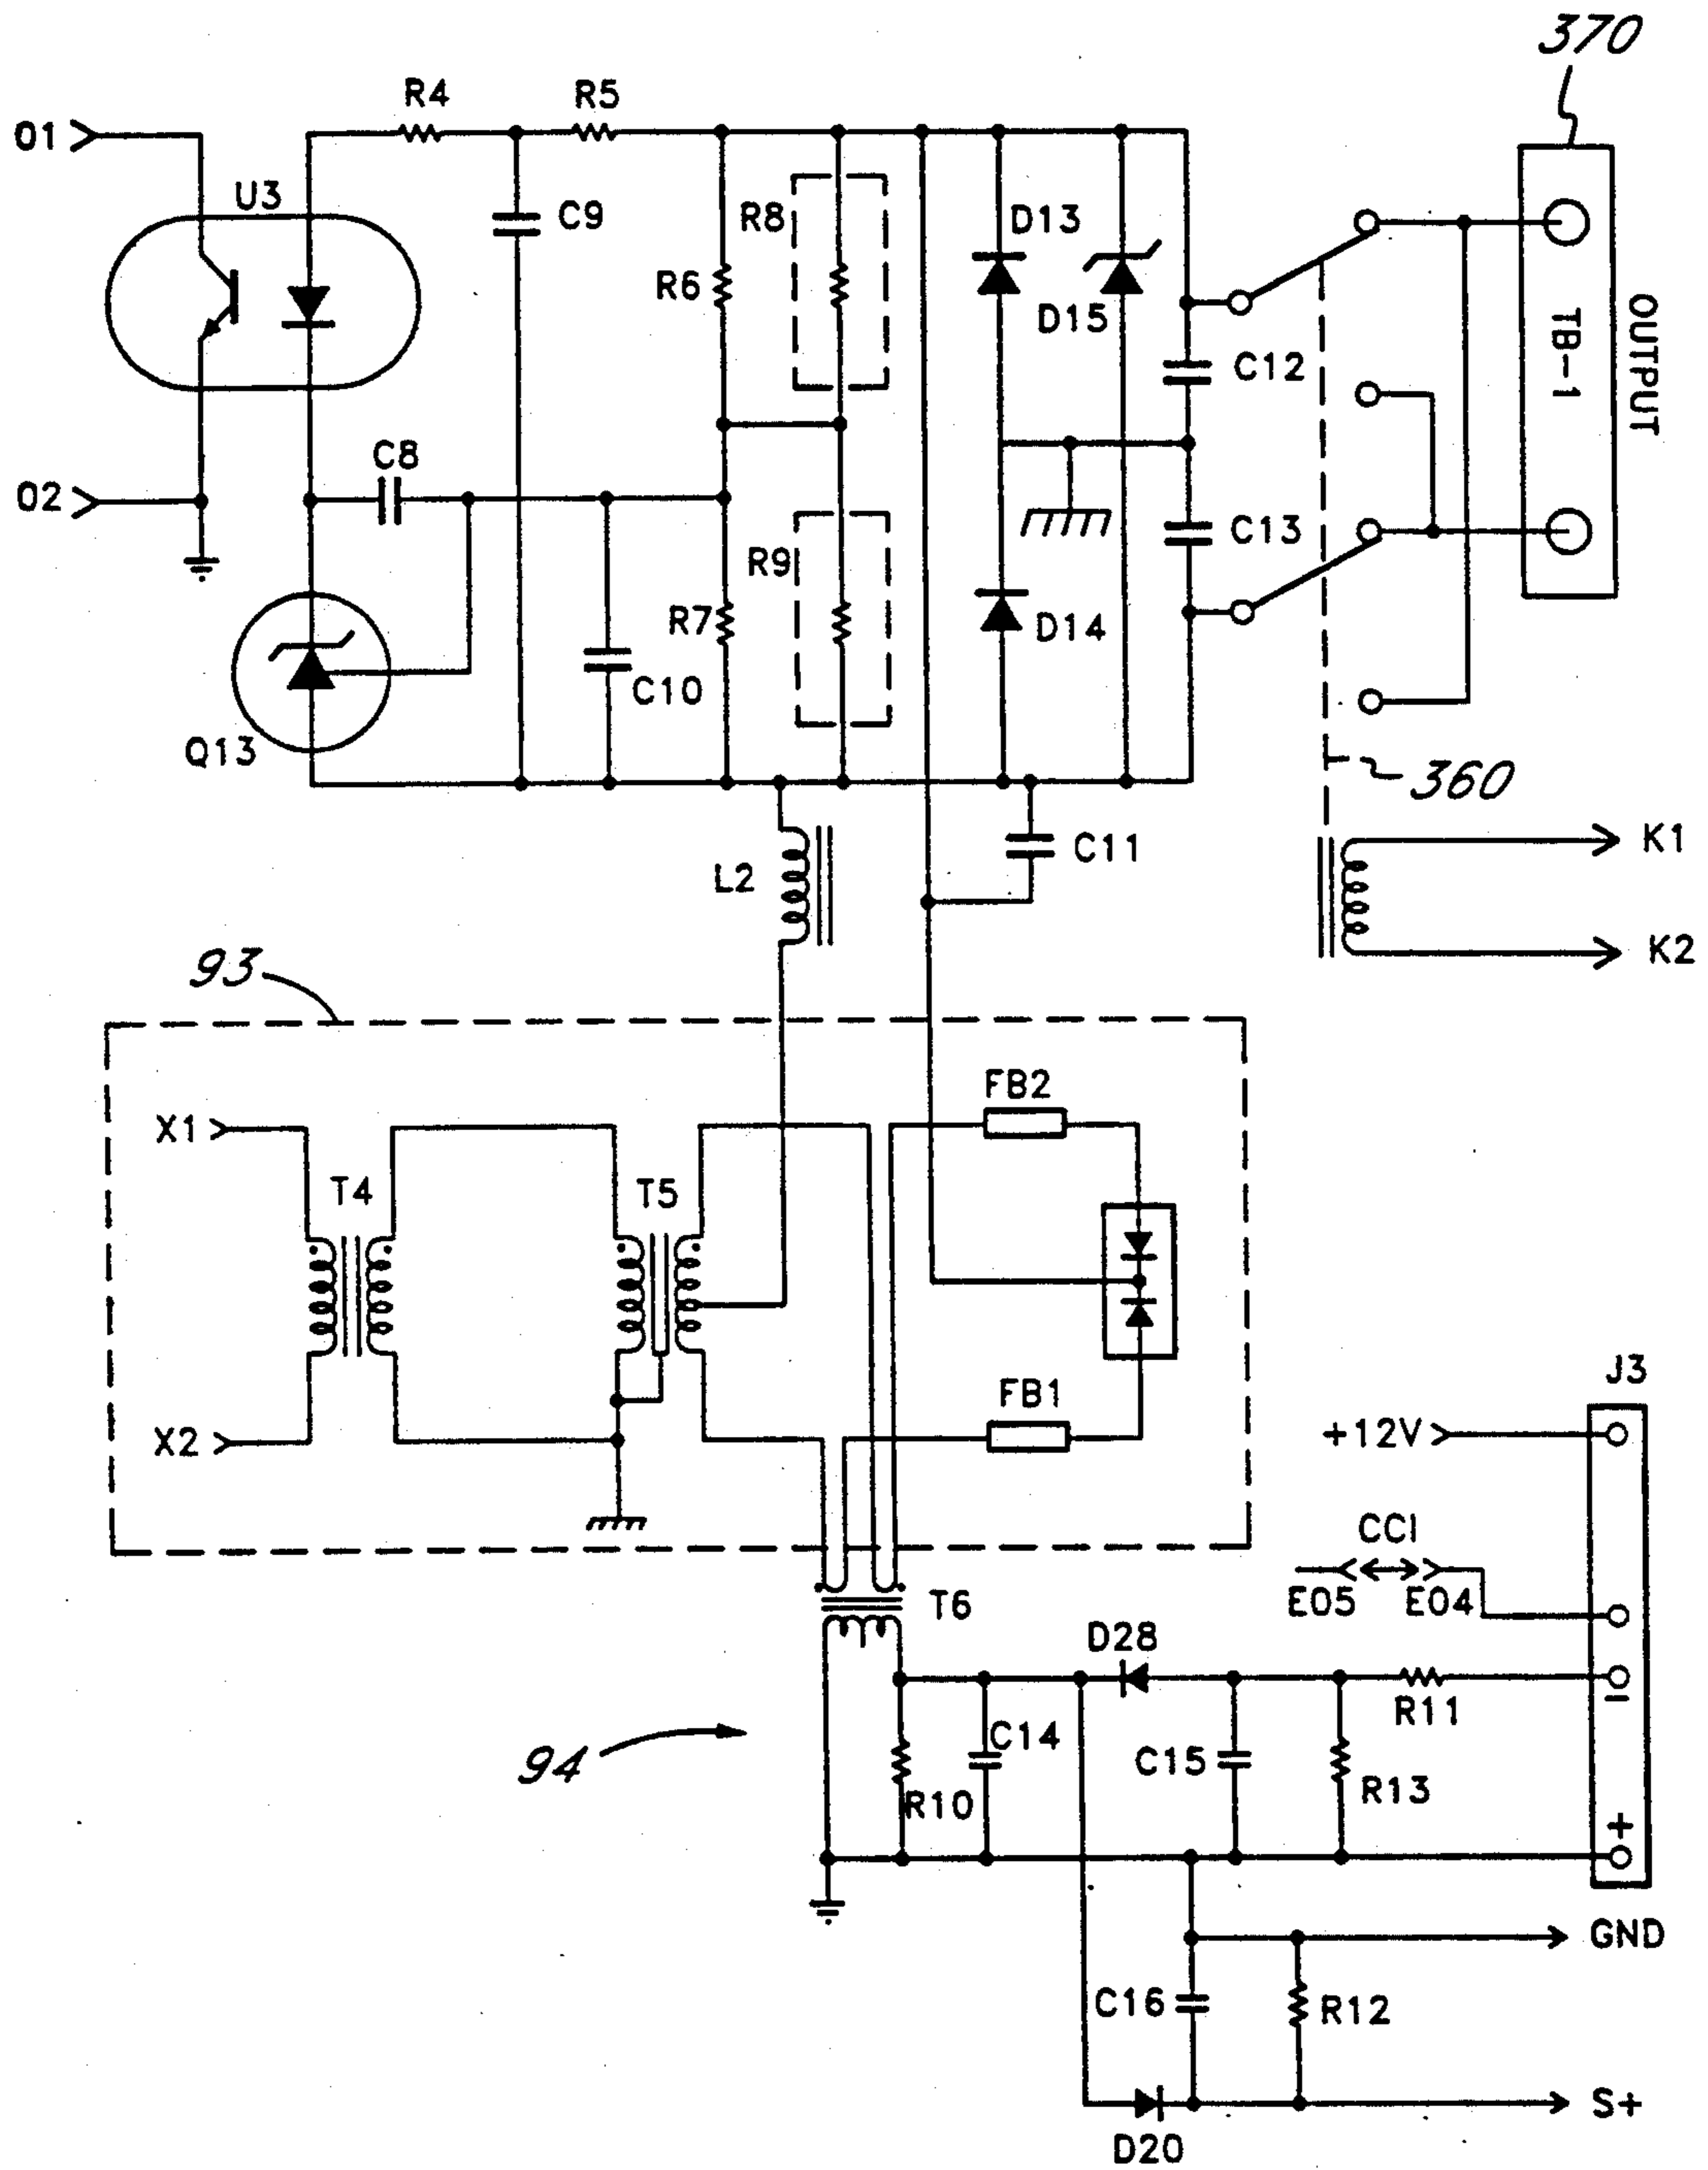 370
R4
R5
O1
U3
C9
R8
D13
R6
D15
C12
TB-1
OUTPUT
C8
O2
C13
R9
R7
D14
C10
Q13
360
K1
C11
L2
K2
93
FB2
X1
T4
T5
FB1
J3
X2
+12V
CCI
E05
E04
T6
D28
−
R11
C14
94
C15
R10
R13
+
GND
C16
R12
S+
D20